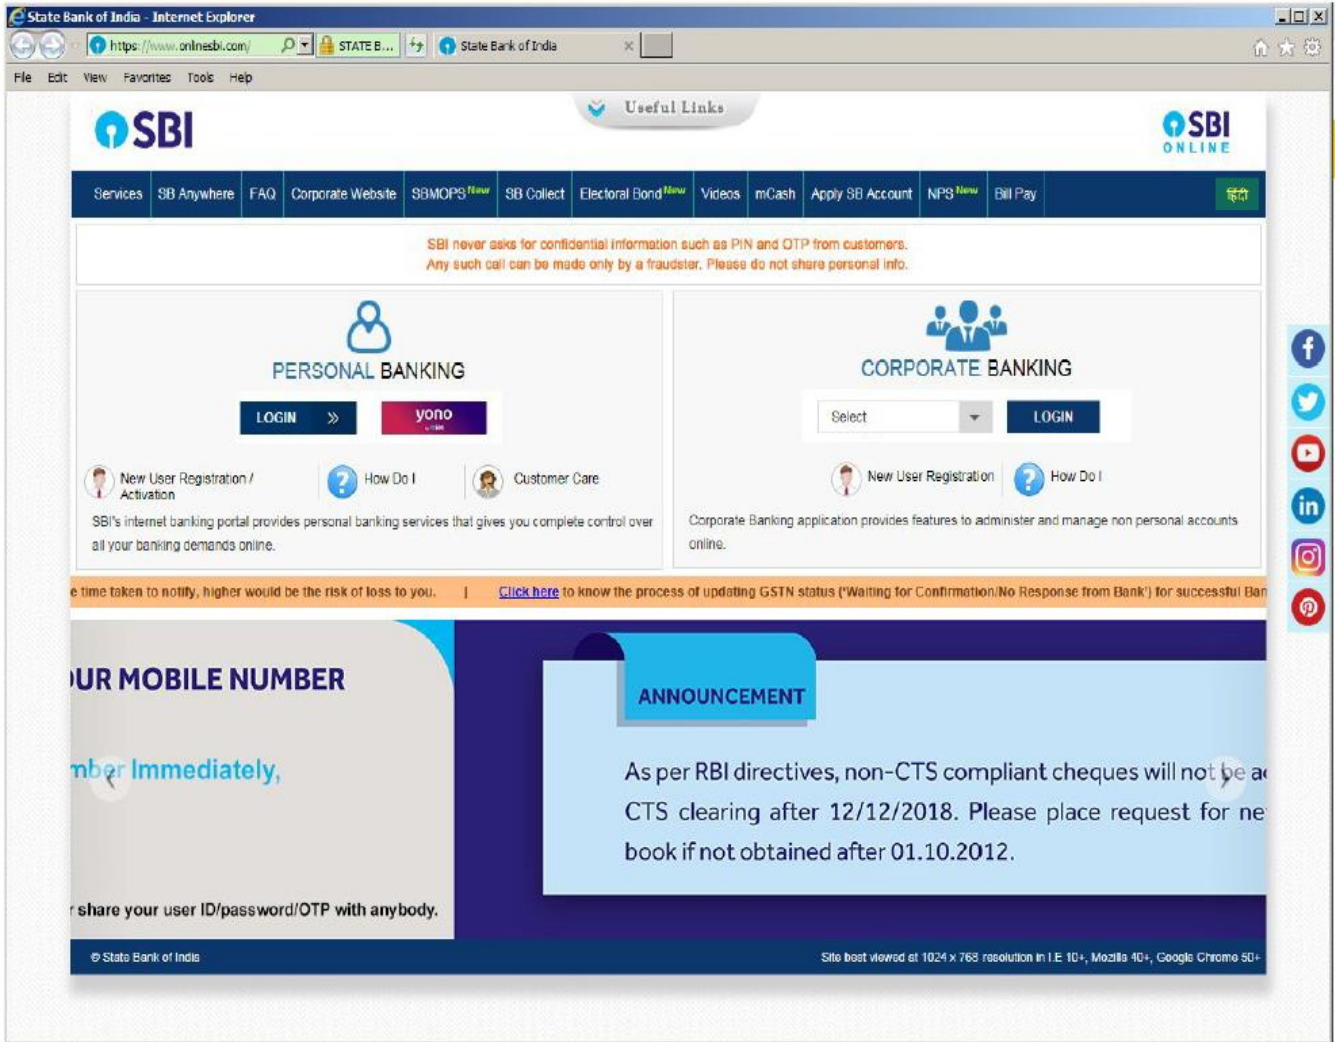 State Bank of India - Internet Explorer
https://www.onlinesbi.com/ STATE B... State Bank of India
File Edit View Favorites Tools Help
Useful Links
SBI
SBI
ONLINE
Services SB Anywhere FAQ Corporate Website SBMOPS New SB Collect Electoral Bond New Videos mCash Apply SB Account NPS New Bill Pay हिंदी
SBI never asks for confidential information such as PIN and OTP from customers.
Any such call can be made only by a fraudster. Please do not share personal info.
PERSONAL BANKING
LOGIN
yono
New User Registration /
Activation
How Do I
Customer Care
SBI's internet banking portal provides personal banking services that gives you complete control over
all your banking demands online.
CORPORATE BANKING
Select
LOGIN
New User Registration
How Do I
Corporate Banking application provides features to administer and manage non personal accounts
online.
e time taken to notify, higher would be the risk of loss to you. | Click here to know the process of updating GSTN status ('Waiting for Confirmation/No Response from Bank') for successful Ban
OUR MOBILE NUMBER
mber Immediately,
r share your user ID/password/OTP with anybody.
ANNOUNCEMENT
As per RBI directives, non-CTS compliant cheques will not be ac
CTS clearing after 12/12/2018. Please place request for ne
book if not obtained after 01.10.2012.
© State Bank of India
Site best viewed at 1024 x 768 resolution in I.E 10+, Mozilla 40+, Google Chrome 50+